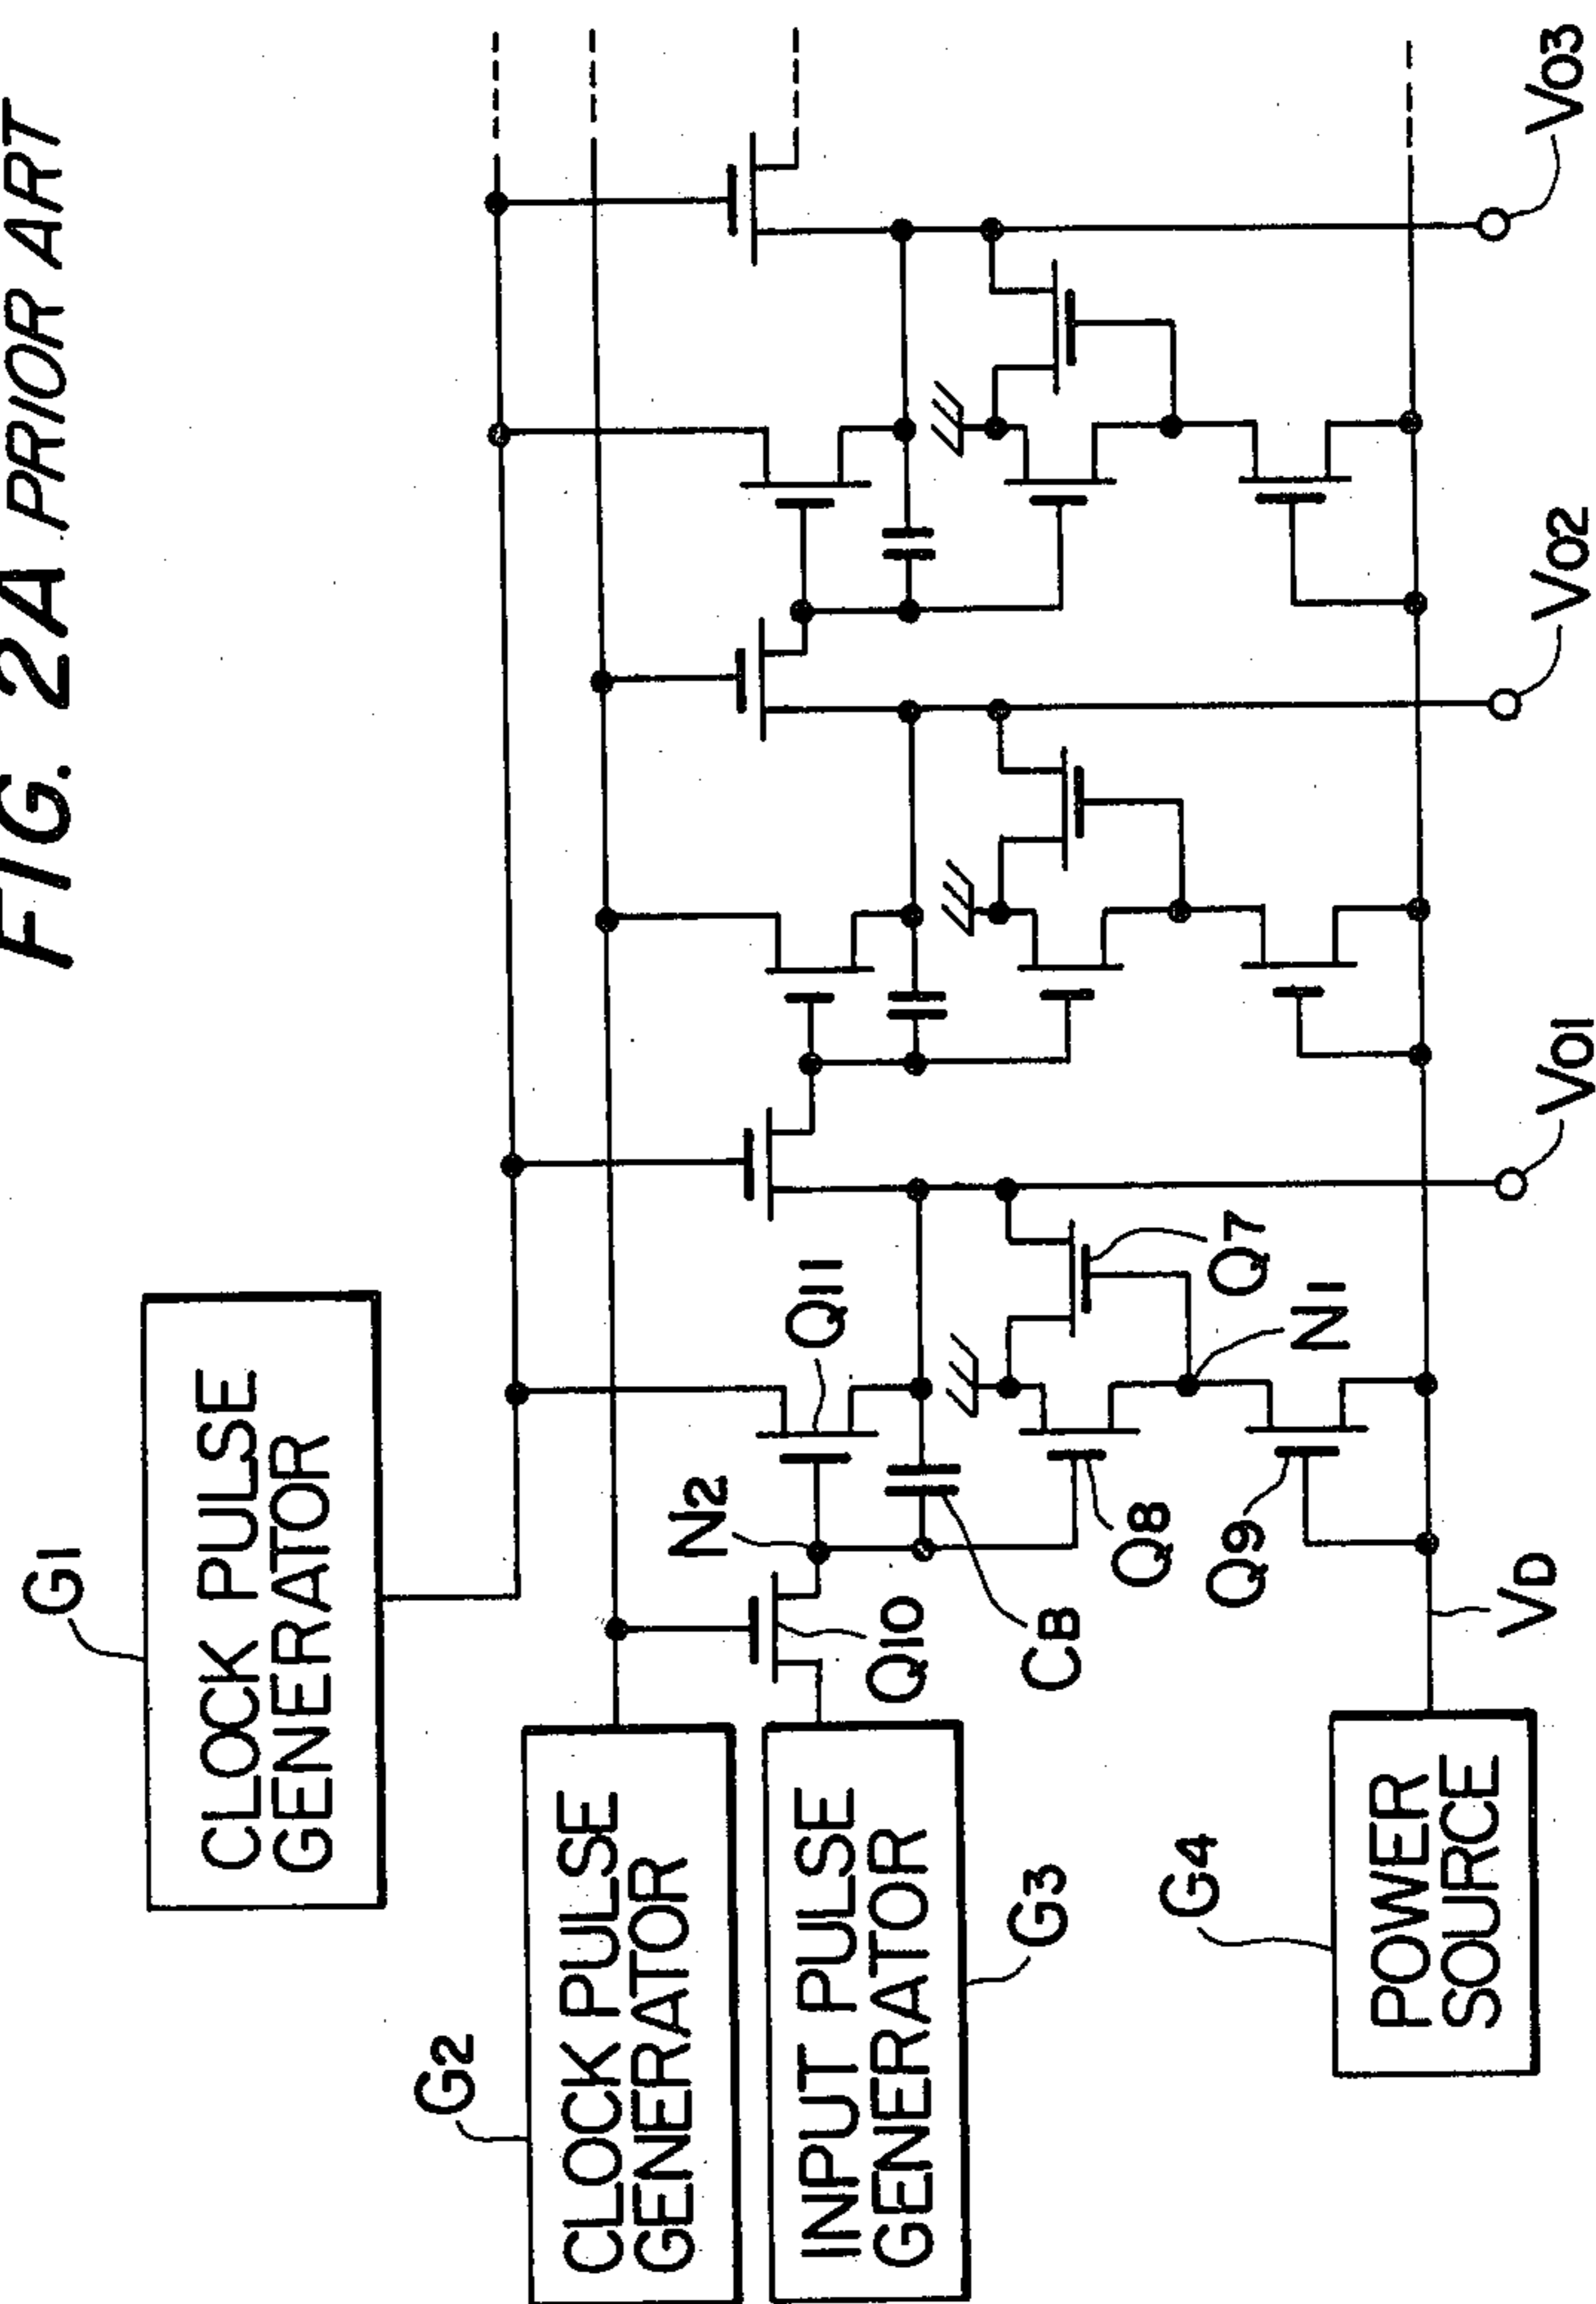 FIG. 2A PRIOR ART
G1
CLOCK PULSE
GENERATOR
G2
CLOCK PULSE
GENERATOR
INPUT PULSE
GENERATOR
G3
G4
POWER
SOURCE
N2
Q11
Q10
CB
Q8
Q9
Q7
N1
VD
VO1
VO2
VO3